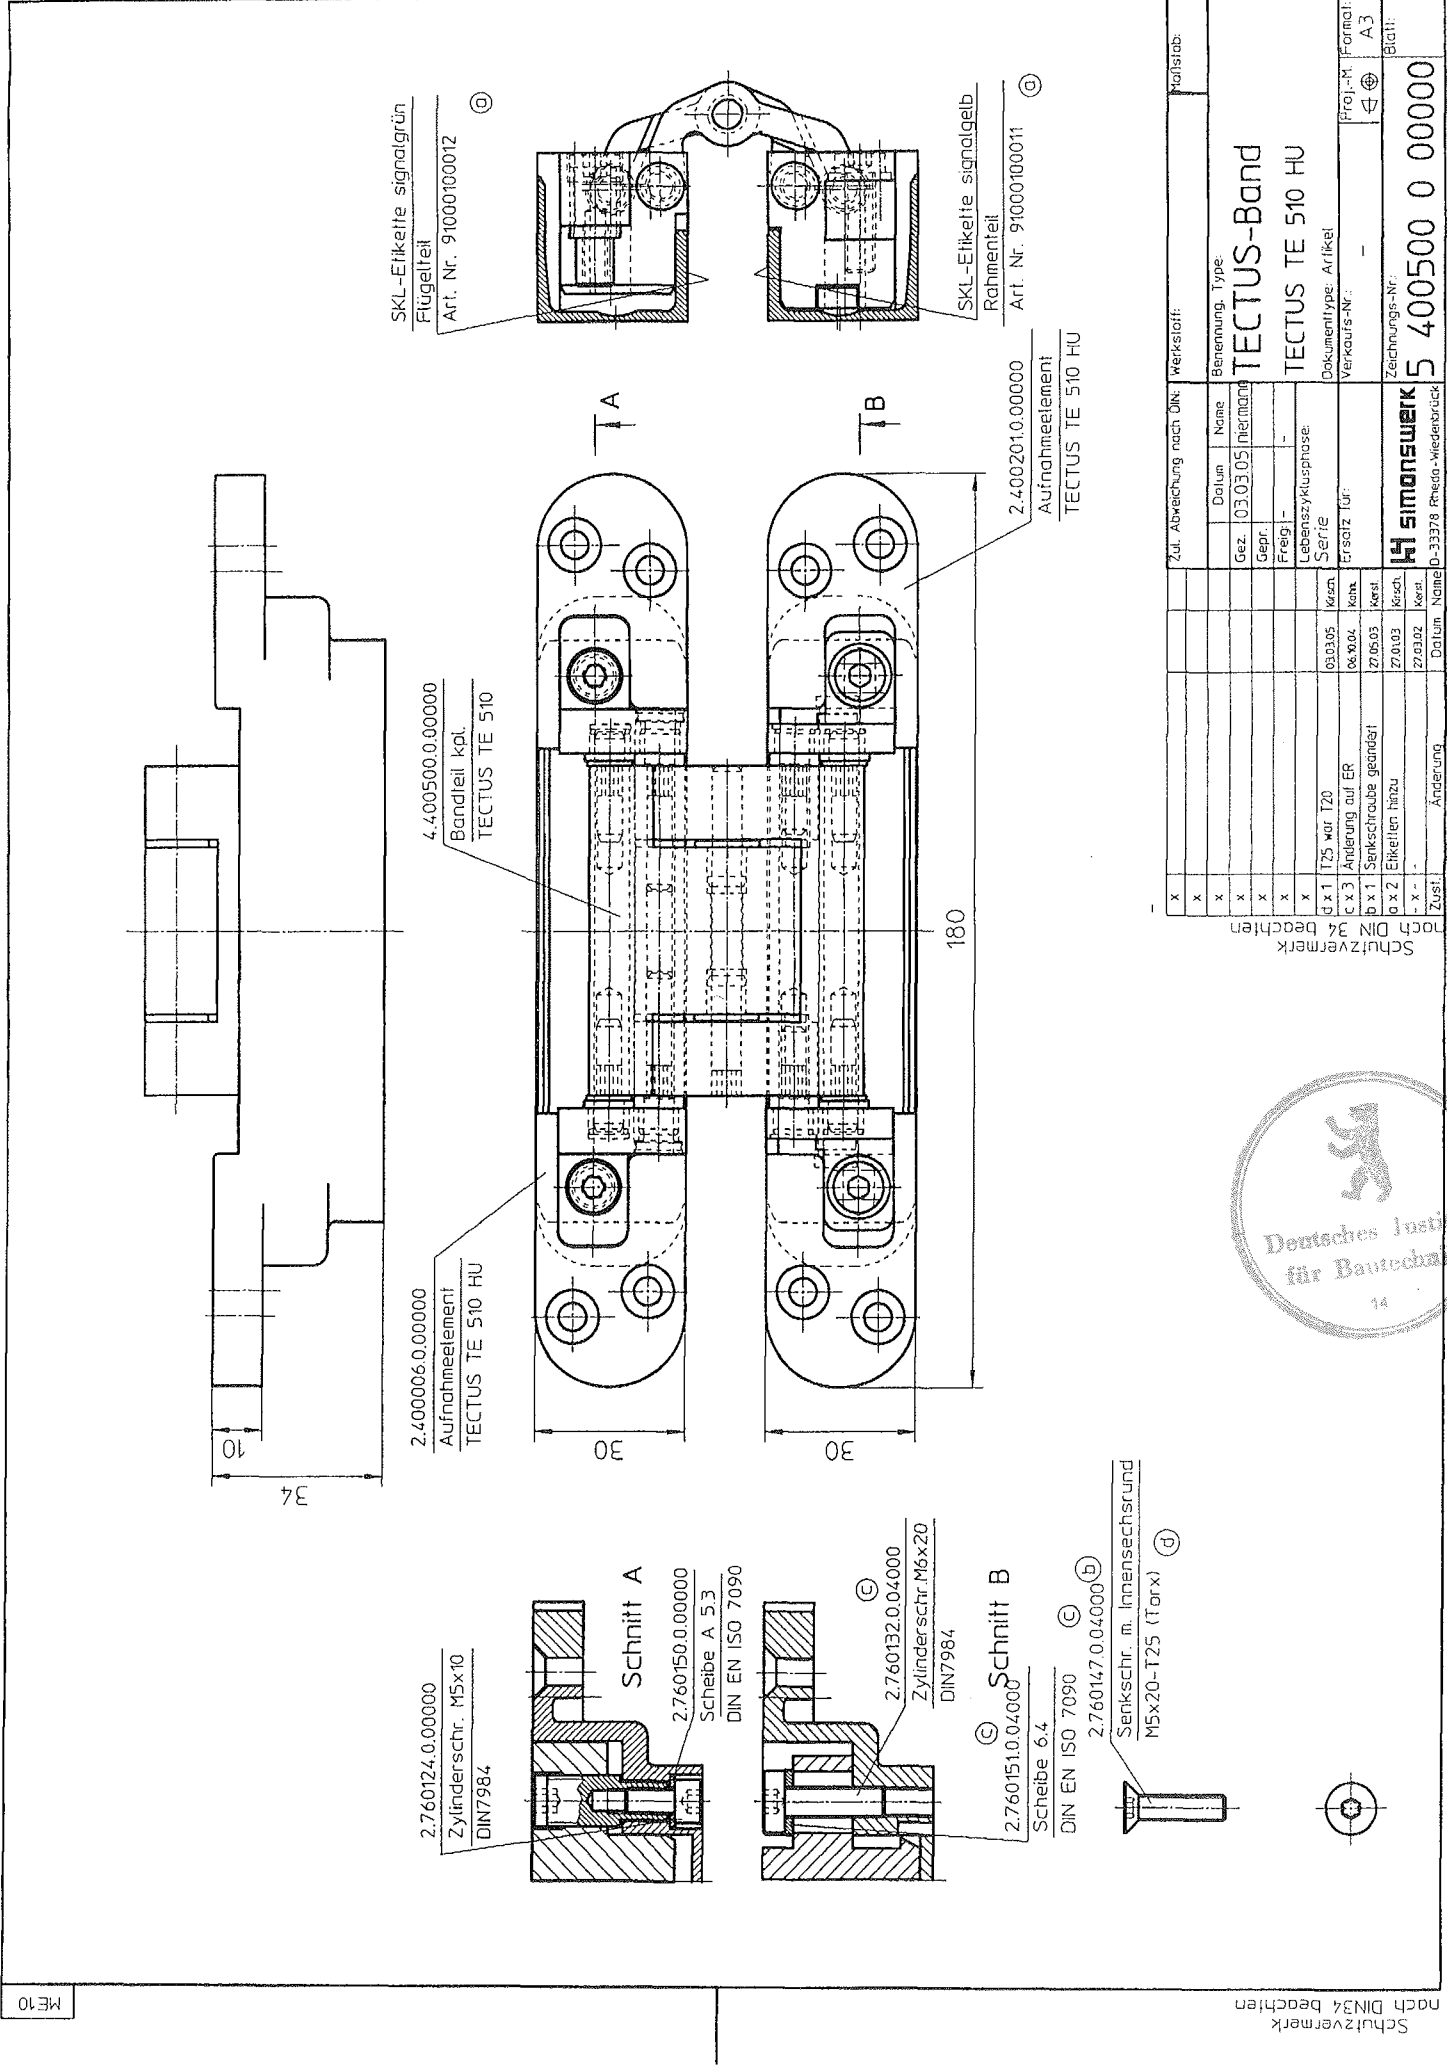 ME10
34
10
2.400006.0.00000
Aufnahmeelement
TECTUS TE 510 HU
4.400500.0.00000
Bandteil kpl.
TECTUS TE 510
SKL-Etikette signalgrün
Flügelteil
Art. Nr. 91000100012
a
2.760124.0.00000
Zylinderschr. M5x10
DIN7984
Schnitt A
2.760150.0.00000
Scheibe A 5.3
DIN EN ISO 7090
30
30
A
B
180
2.400201.0.00000
Aufnahmeelement
TECTUS TE 510 HU
SKL-Etikette signalgelb
Rahmenteil
Art. Nr. 91000100011
a
c
2.760132.0.04000
Zylinderschr.M6x20
DIN7984
Schnitt B
c
2.760151.0.04000
Scheibe 6.4
DIN EN ISO 7090
c
b
2.760147.0.04000
Senkschr. m. Innensechsrund
M5x20-T25 (Torx)
d
Schutzvermerk
nach DIN 34 beachten
x
x
x
x
x
x
x
d x 1 T25 war T20 03.03.05 Kirsch.
c x 3 Änderung auf ER 06.10.04
b x 1 Senkschraube geändert 27.05.03 Kerst.
a x 2 Etiketten hinzu 27.01.03 Kirsch.
- x - - 27.03.02 Kerst.
Zust. Änderung Datum Name
Zul. Abweichung nach DIN:
Werkstoff:
Maßstab:
Datum Name
Gez. 03.03.05 niermann
Gepr.
Freig. - -
Lebenszyklusphase:
Serie
Ersatz für:
simonswerk
D-33378 Rheda-Wiedenbrück
Benennung, Type:
TECTUS-Band
TECTUS TE 510 HU
Dokumenttype: Artikel
Verkaufs-Nr.: -
Proj.-M.
Format:
A3
Zeichnungs-Nr.:
5 400500 0 00000
Blatt:
Deutsches Insti
für Bautechni
14
Schutzvermerk
nach DIN34 beachten